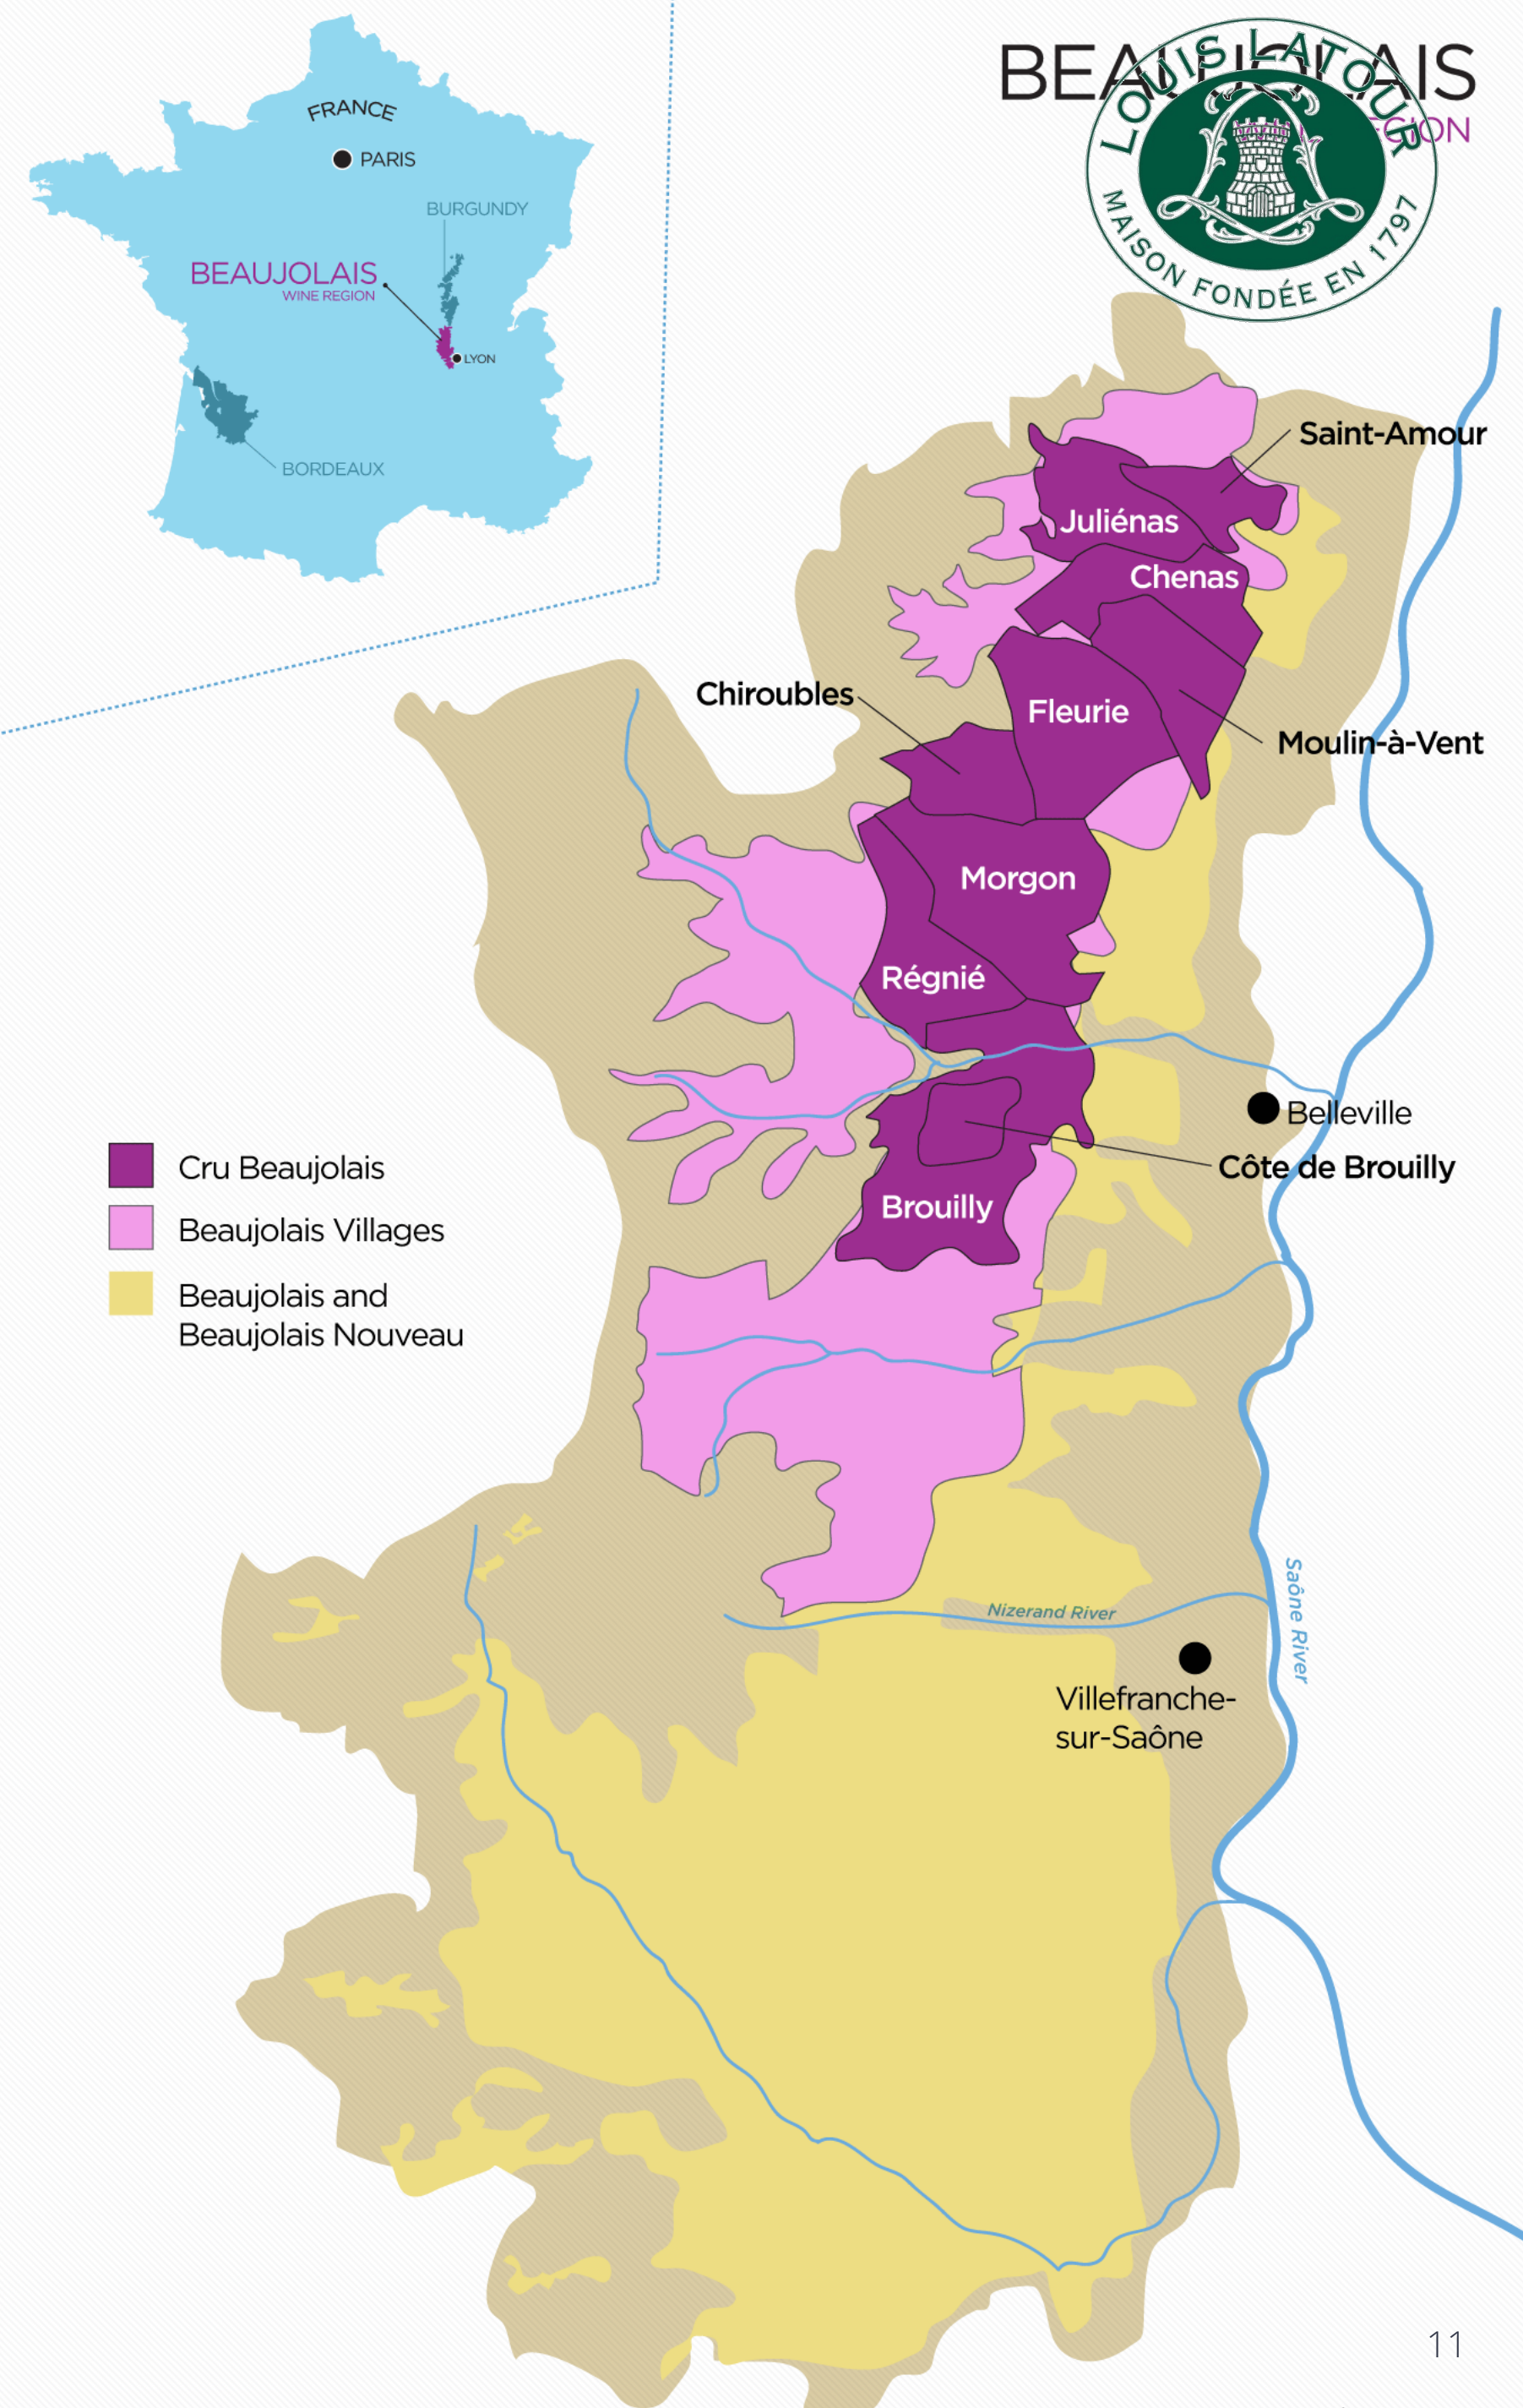 FRANCE
PARIS
BURGUNDY
BEAUJOLAIS
WINE REGION
LYON
BORDEAUX
BEAUJOLAIS
REGION
LOUIS LATOUR
MAISON FONDÉE EN 1797
Saint-Amour
Juliénas
Chenas
Chiroubles
Fleurie
Moulin-à-Vent
Morgon
Régnié
Belleville
Côte de Brouilly
Brouilly
Cru Beaujolais
Beaujolais Villages
Beaujolais and
Beaujolais Nouveau
Nizerand River
Saône River
Villefranche-
sur-Saône
11